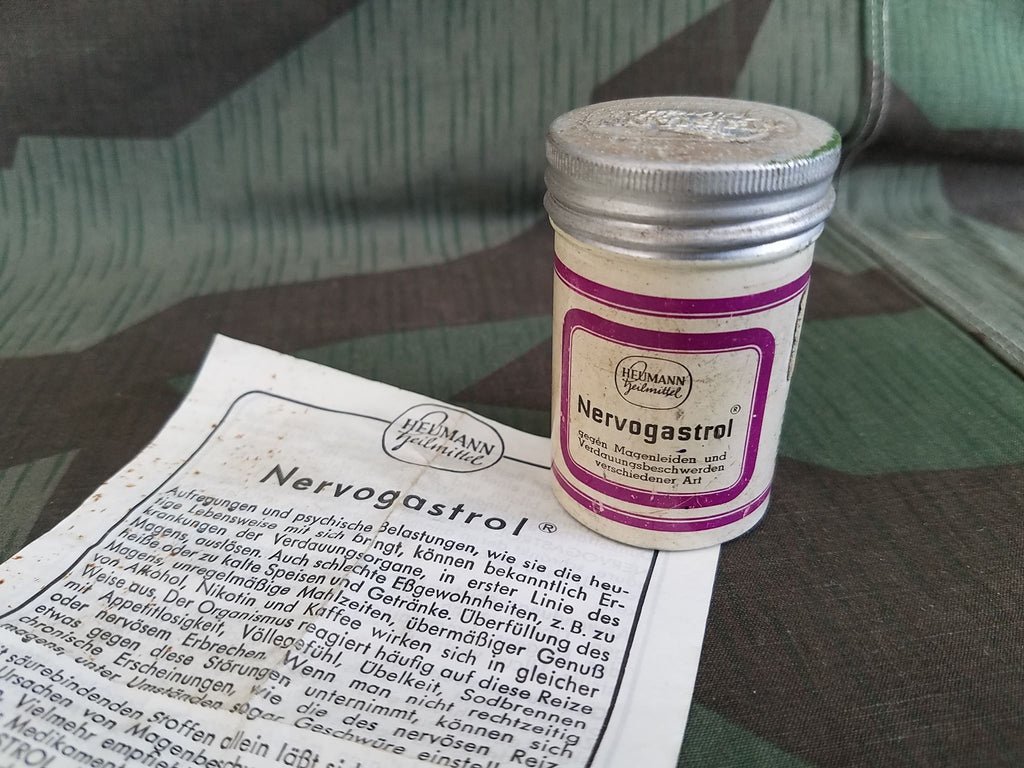 HEUMANN
Heilmittel
Nervogastrol®
gegen Magenleiden und
Verdauungsbeschwerden
verschiedener Art
HEUMANN
Heilmittel
Nervogastrol®
Aufregungen und psychische Belastungen, wie sie die heu-
tige Lebensweise mit sich bringt, können bekanntlich Er-
krankungen der Verdauungsorgane, in erster Linie des
Magens, auslösen. Auch schlechte Eßgewohnheiten, z. B. zu
heiße oder zu kalte Speisen und Getränke, Überfüllung des
Magens, unregelmäßige Mahlzeiten, übermäßiger Genuß
von Alkohol, Nikotin und Kaffee wirken sich in gleicher
Weise aus. Der Organismus reagiert häufig auf diese Reize
mit Appetitlosigkeit, Völlegefühl, Übelkeit, Sodbrennen
oder nervösem Erbrechen. Wenn man nicht rechtzeitig
etwas gegen diese Störungen unternimmt, können sich
chronische Erscheinungen, wie die des nervösen Reiz-
magens, unter Umständen sogar Geschwüre einstell
säurebindenden Stoffen allein läßt si
Ursachen von Magenbesch
Vielmehr empfie
Medikamen